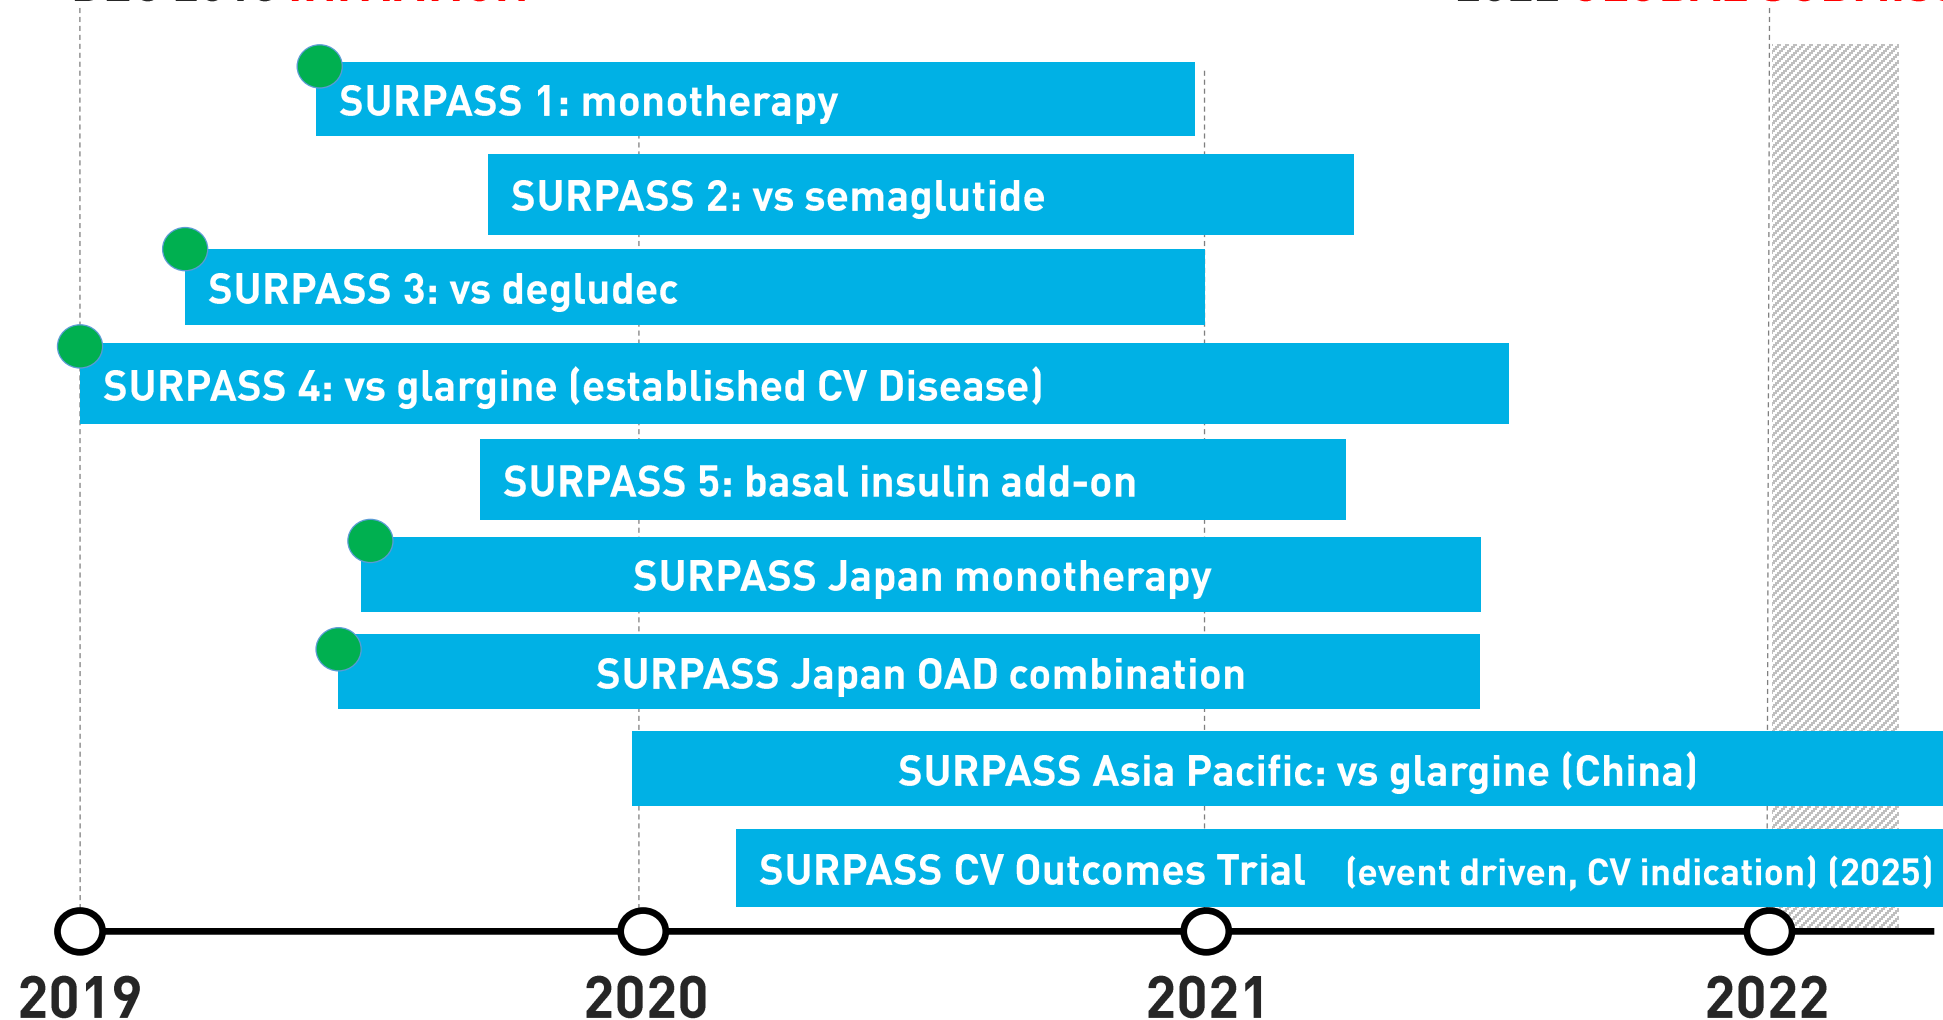 SURPASS 1: monotherapy
SURPASS 2: vs semaglutide
SURPASS 3: vs degludec
SURPASS 4: vs glargine (established CV Disease)
SURPASS 5: basal insulin add-on
SURPASS Japan monotherapy
SURPASS Japan OAD combination
SURPASS Asia Pacific: vs glargine (China)
SURPASS CV Outcomes Trial (event driven, CV indication) (2025)
2019 2020 2021 2022